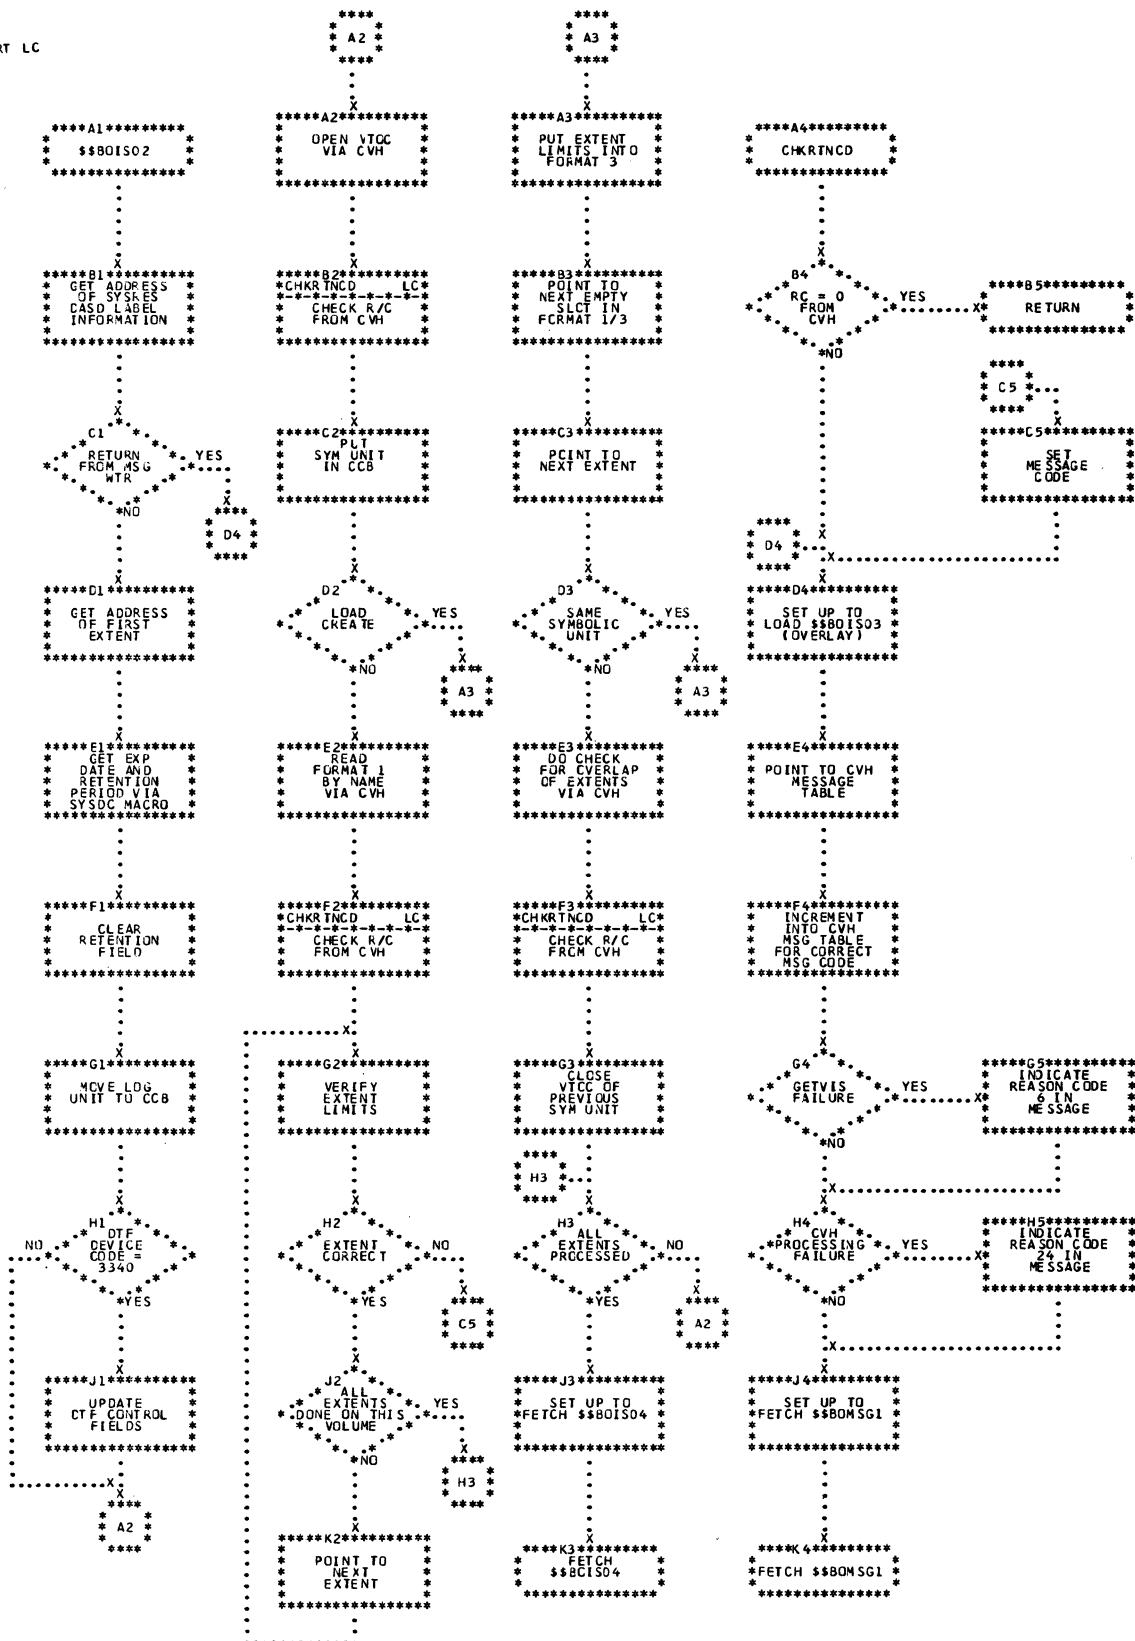 RT LC
A2
A3
A1
$$BOISO2
A2
OPEN VTOC
VIA CVH
A3
PUT EXTENT
LIMITS INTO
FORMAT 3
A4
CHKRTNCD
B1
GET ADDRESS
OF SYSRES
DASD LABEL
INFORMATION
B2
CHKRTNCD LC
CHECK R/C
FROM CVH
B3
POINT TO
NEXT EMPTY
SLCT IN
FORMAT 1/3
B4
RC = 0
FROM
CVH
YES
NO
B5
RETURN
C5
C1
RETURN
FROM MSG
WTR
YES
NO
D4
C2
PUT
SYM UNIT
IN CCB
C3
POINT TO
NEXT EXTENT
C5
SET
MESSAGE
CODE
D4
D1
GET ADDRESS
OF FIRST
EXTENT
D2
LOAD
CREATE
YES
NO
A3
D3
SAME
SYMBOLIC
UNIT
YES
NO
A3
D4
SET UP TO
LOAD $$BOISO3
(OVERLAY)
E1
GET EXP
DATE AND
RETENTION
PERIOD VIA
SYSDC MACRO
E2
READ
FORMAT 1
BY NAME
VIA CVH
E3
DO CHECK
FOR OVERLAP
OF EXTENTS
VIA CVH
E4
POINT TO CVH
MESSAGE
TABLE
F1
CLEAR
RETENTION
FIELD
F2
CHKRTNCD LC
CHECK R/C
FROM CVH
F3
CHKRTNCD LC
CHECK R/C
FROM CVH
F4
INCREMENT
INTO CVH
MSG TABLE
FOR CORRECT
MSG CODE
G1
MOVE LOG
UNIT TO CCB
G2
VERIFY
EXTENT
LIMITS
G3
CLOSE
VTCC OF
PREVIOUS
SYM UNIT
G4
GETVIS
FAILURE
YES
NO
G5
INDICATE
REASON CODE
6 IN
MESSAGE
H3
H1
DTF
DEVICE
CODE =
3340
NO
YES
H2
EXTENT
CORRECT
NO
YES
C5
H3
ALL
EXTENTS
PROCESSED
NO
YES
A2
H4
CVH
PROCESSING
FAILURE
YES
NO
H5
INDICATE
REASON CODE
24 IN
MESSAGE
J1
UPDATE
CTF CONTROL
FIELDS
J2
ALL
EXTENTS
DONE ON THIS
VOLUME
YES
NO
H3
J3
SET UP TO
FETCH $$BOISO4
J4
SET UP TO
FETCH $$BOMSG1
A2
K2
POINT TO
NEXT
EXTENT
K3
FETCH
$$BCISO4
K4
FETCH $$BOMSG1